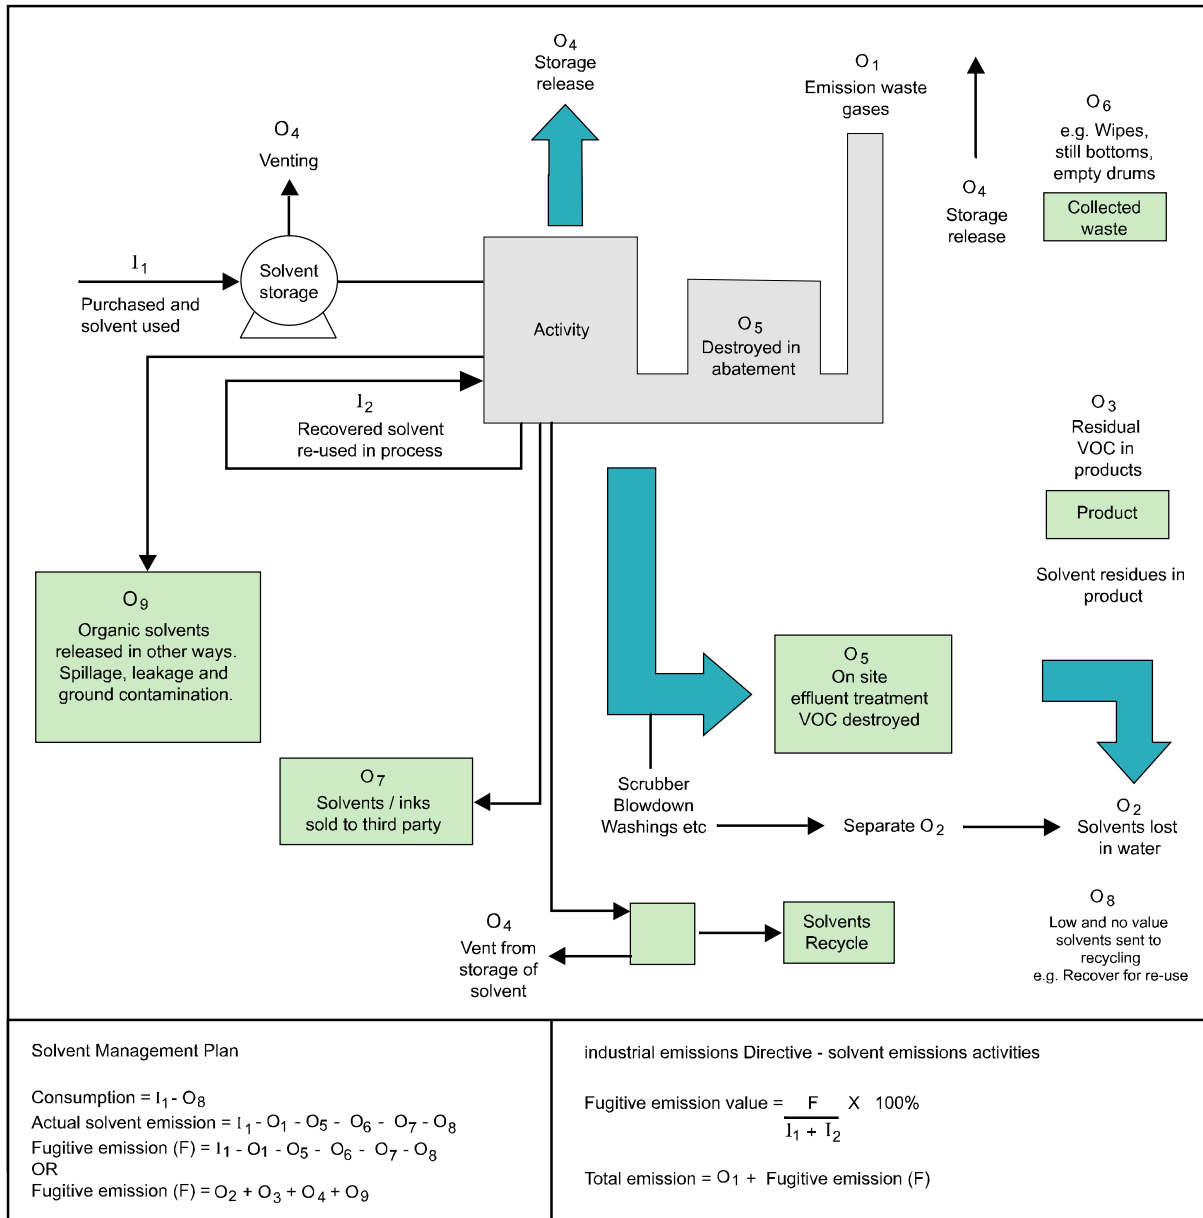 O4
Storage
release
O1
Emission waste
gases
O6
e.g. Wipes,
still bottoms,
empty drums
Collected
waste
O4
Storage
release
O4
Venting
I1
Purchased and
solvent used
Solvent
storage
Activity
O5
Destroyed in
abatement
I2
Recovered solvent
re-used in process
O3
Residual
VOC in
products
Product
Solvent residues in
product
O9
Organic solvents
released in other ways.
Spillage, leakage and
ground contamination.
O5
On site
effluent treatment
VOC destroyed
O7
Solvents / inks
sold to third party
Scrubber
Blowdown
Washings etc
Separate O2
O2
Solvents lost
in water
O4
Vent from
storage of
solvent
Solvents
Recycle
O8
Low and no value
solvents sent to
recycling
e.g. Recover for re-use
Solvent Management Plan
Consumption = I1 - O8
Actual solvent emission = I1 - O1 - O5 - O6 - O7 - O8
Fugitive emission (F) = I1 - O1 - O5 - O6 - O7 - O8
OR
Fugitive emission (F) = O2 + O3 + O4 + O9
industrial emissions Directive - solvent emissions activities
Fugitive emission value = F X 100%
I1 + I2
Total emission = O1 + Fugitive emission (F)